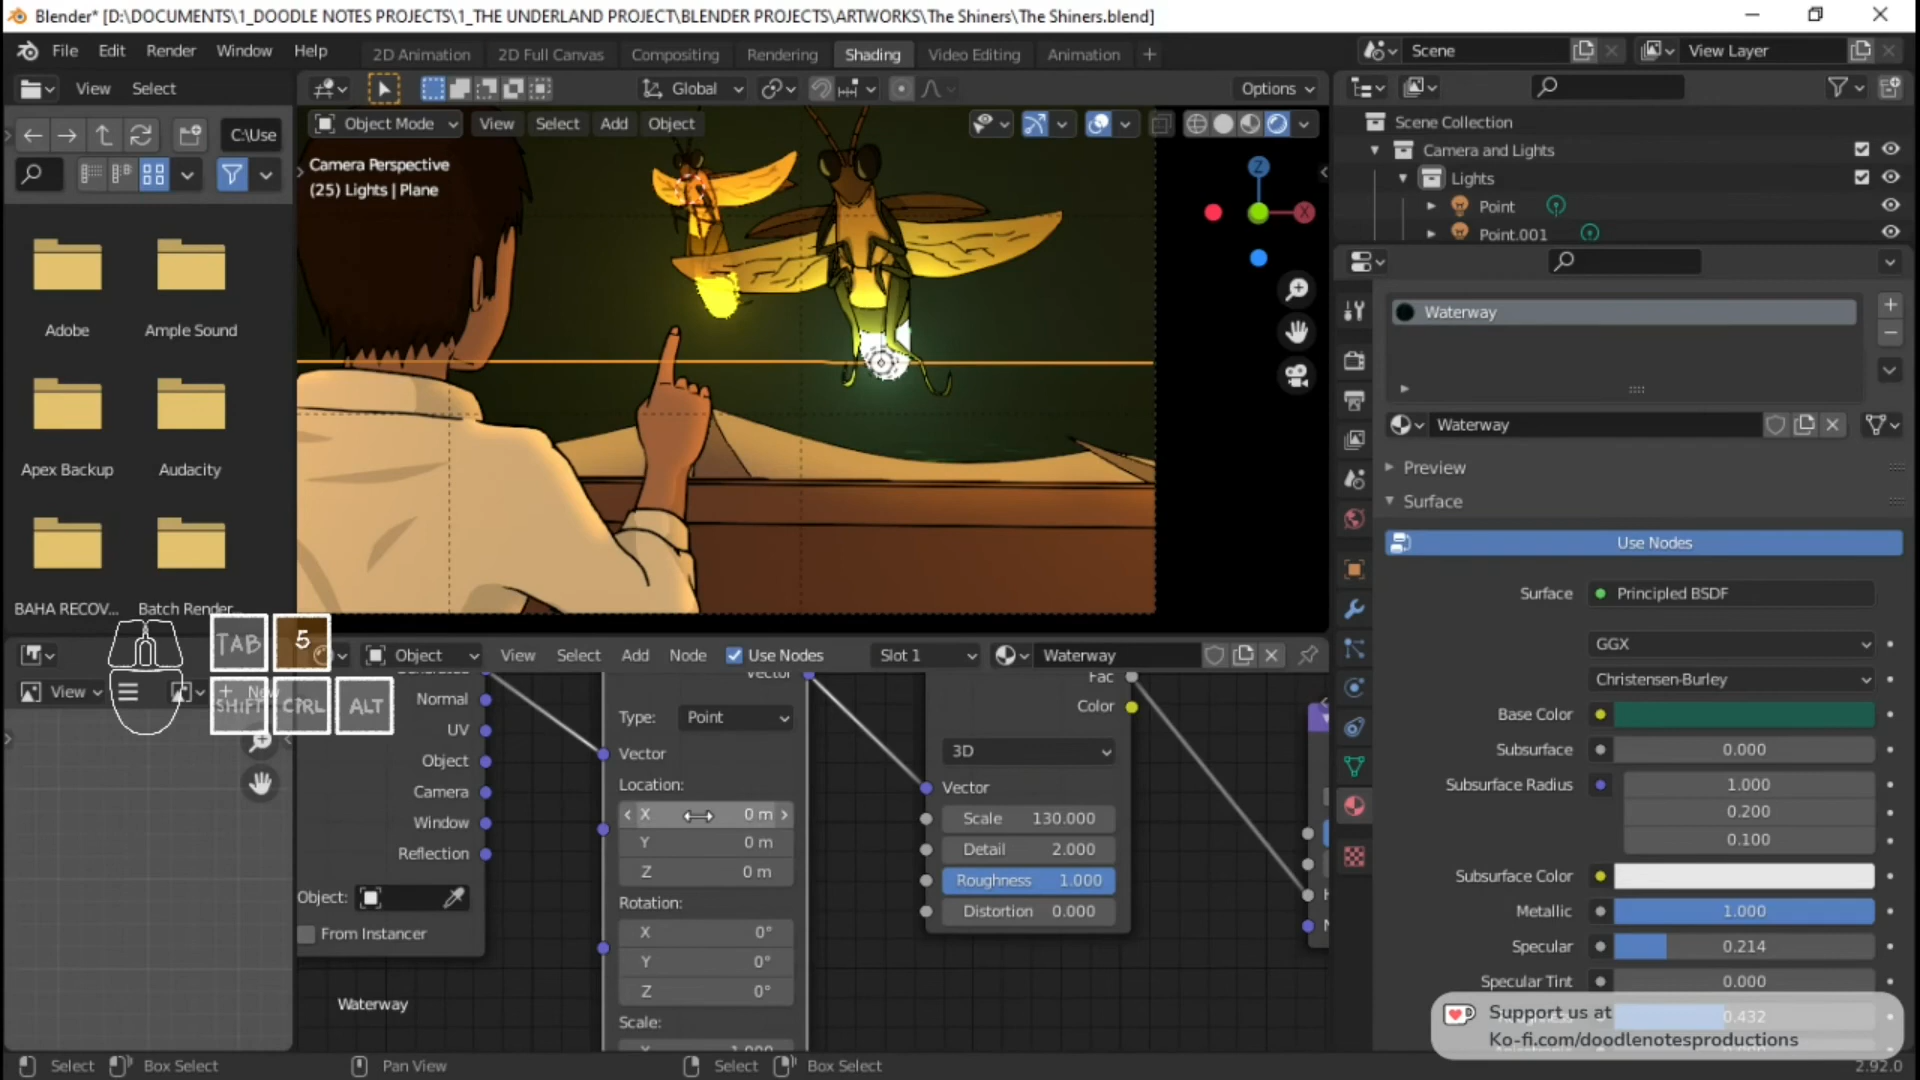 Blender* [D:\DOCUMENTS\1_DOODLE NOTES PROJECTS\1_THE UNDERLAND PROJECT\BLENDER PROJECTS\ARTWORKS\The Shiners\The Shiners.blend]
File Edit Render Window Help 2D Animation 2D Full Canvas Compositing Rendering Shading Video Editing Animation + Scene View Layer
View Select Global Options
Object Mode View Select Add Object
C:\Use
Camera Perspective
(25) Lights | Plane
Z
X
Scene Collection
Camera and Lights
Lights
Point
Point.001
Adobe
Ample Sound
Apex Backup
Audacity
BAHA RECOV...
Batch Render...
TAB 5
SHIFT CTRL ALT
View
New
Object View Select Add Node Use Nodes Slot 1 Waterway
Normal
UV
Object
Camera
Window
Reflection
Object:
From Instancer
Waterway
Vector
Type: Point
Vector
Location:
X 0 m
Y 0 m
Z 0 m
Rotation:
X 0°
Y 0°
Z 0°
Scale:
Fac
Color
3D
Vector
Scale 130.000
Detail 2.000
Roughness 1.000
Distortion 0.000
Waterway
Waterway
Preview
Surface
Use Nodes
Surface Principled BSDF
GGX
Christensen-Burley
Base Color
Subsurface 0.000
Subsurface Radius 1.000
0.200
0.100
Subsurface Color
Metallic 1.000
Specular 0.214
Specular Tint 0.000
0.432
Support us at
Ko-fi.com/doodlenotesproductions
Select Box Select Pan View Select Box Select 2.92.0